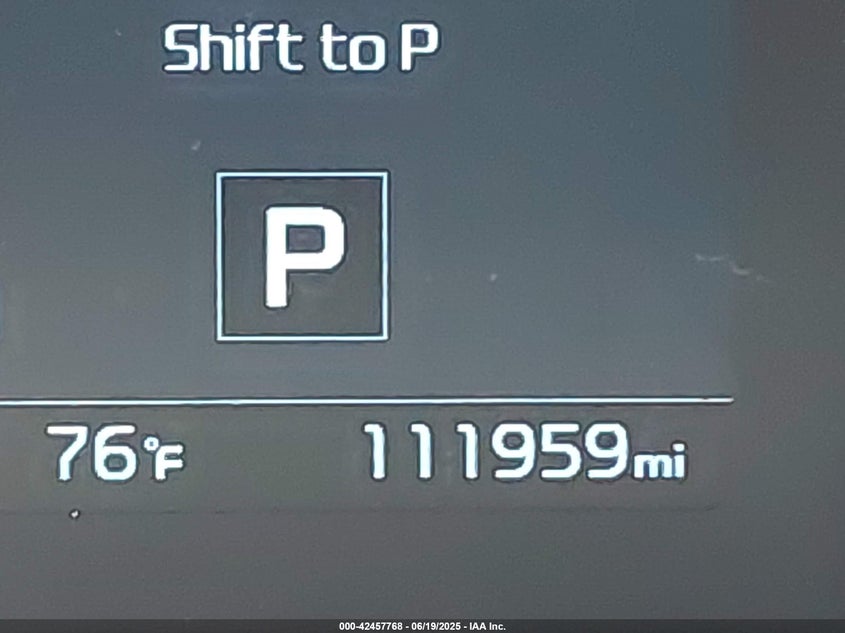 Shift to P
P
76°F 111959mi
000-42457768 - 06/19/2025 - IAA Inc.